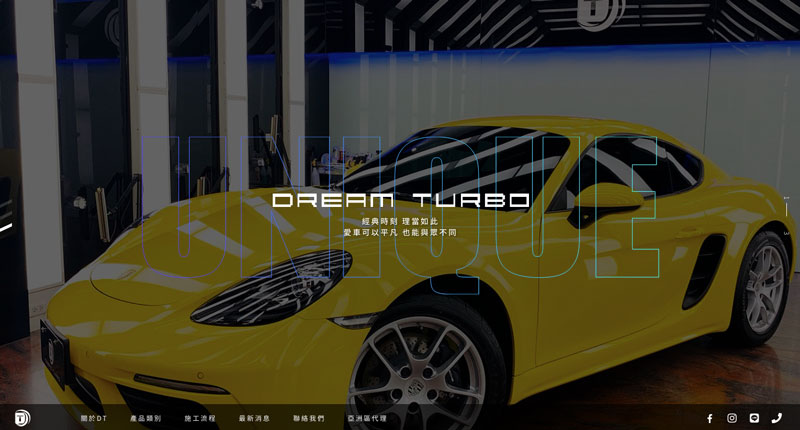 UNIQUE
DREAM TURBO
經典時刻 理當如此
愛車可以平凡 也能與眾不同
關於DT
產品類別
施工流程
最新消息
聯絡我們
亞洲區代理